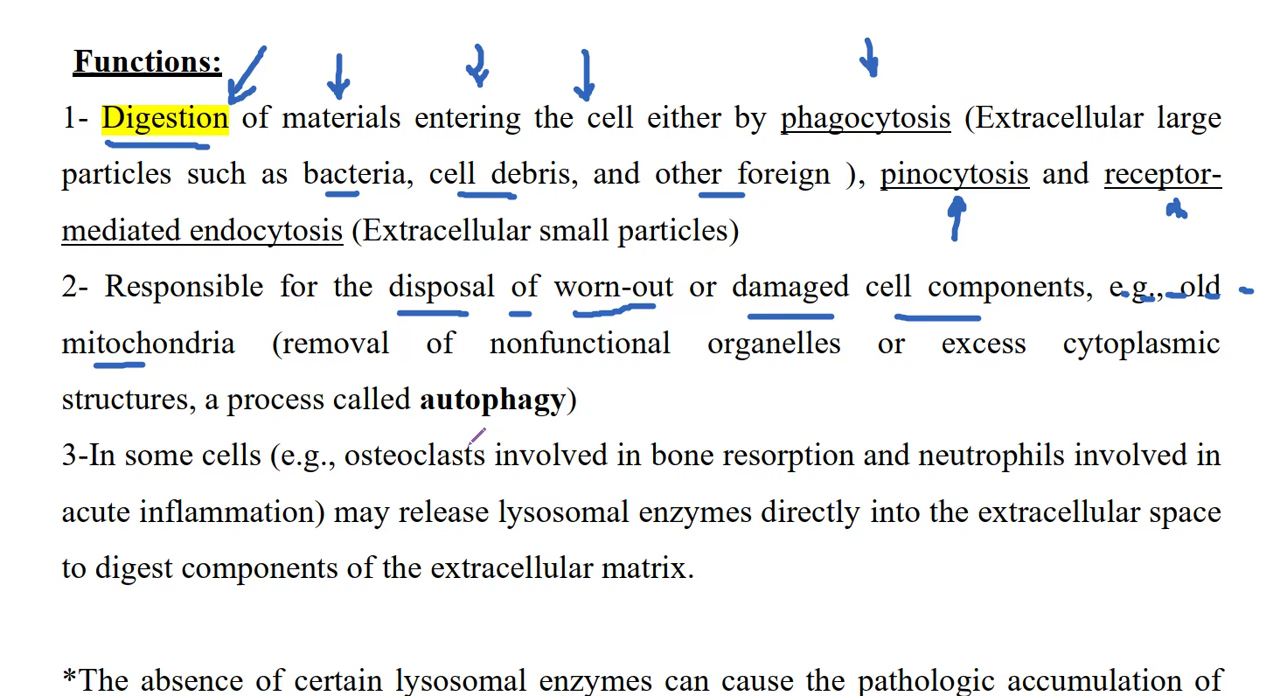 Functions:
1- Digestion of materials entering the cell either by phagocytosis (Extracellular large
particles such as bacteria, cell debris, and other foreign ), pinocytosis and receptor-
mediated endocytosis (Extracellular small particles)
2- Responsible for the disposal of worn-out or damaged cell components, e.g., old
mitochondria (removal of nonfunctional organelles or excess cytoplasmic
structures, a process called autophagy)
3-In some cells (e.g., osteoclasts involved in bone resorption and neutrophils involved in
acute inflammation) may release lysosomal enzymes directly into the extracellular space
to digest components of the extracellular matrix.
*The absence of certain lysosomal enzymes can cause the pathologic accumulation of